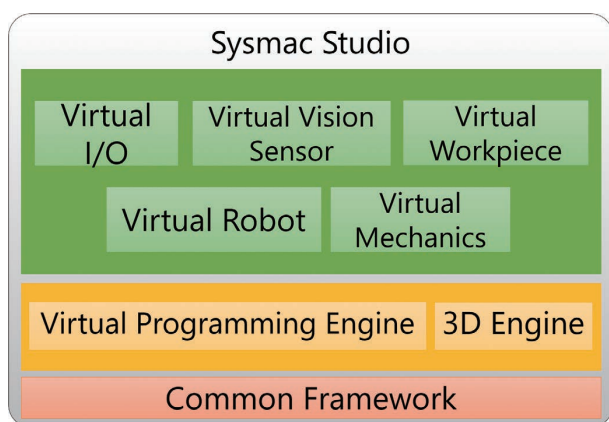 Sysmac Studio
Virtual
I/O
Virtual Vision
Sensor
Virtual
Workpiece
Virtual Robot
Virtual
Mechanics
Virtual Programming Engine
3D Engine
Common Framework